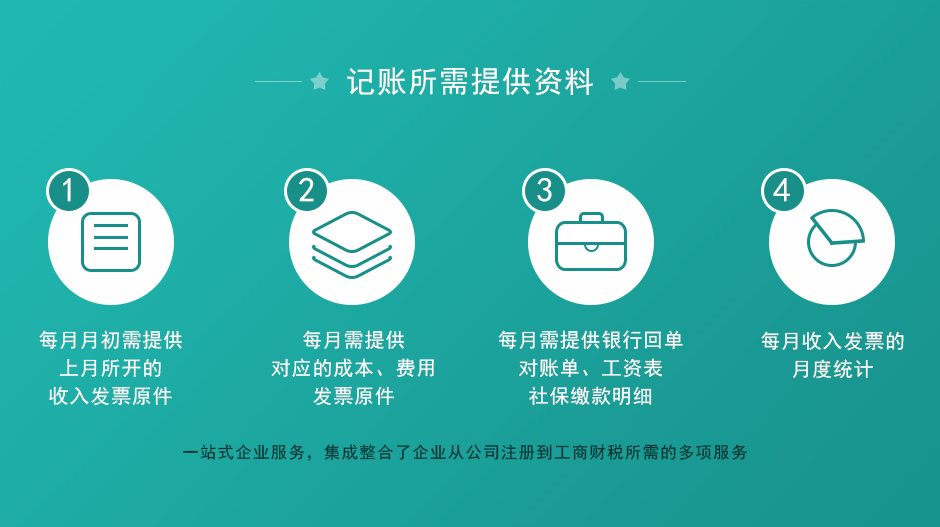 记账所需提供资料
1
每月月初需提供
上月所开的
收入发票原件
2
每月需提供
对应的成本、费用
发票原件
3
每月需提供银行回单
对账单、工资表
社保缴款明细
4
每月收入发票的
月度统计
一站式企业服务，集成整合了企业从公司注册到工商财税所需的多项服务